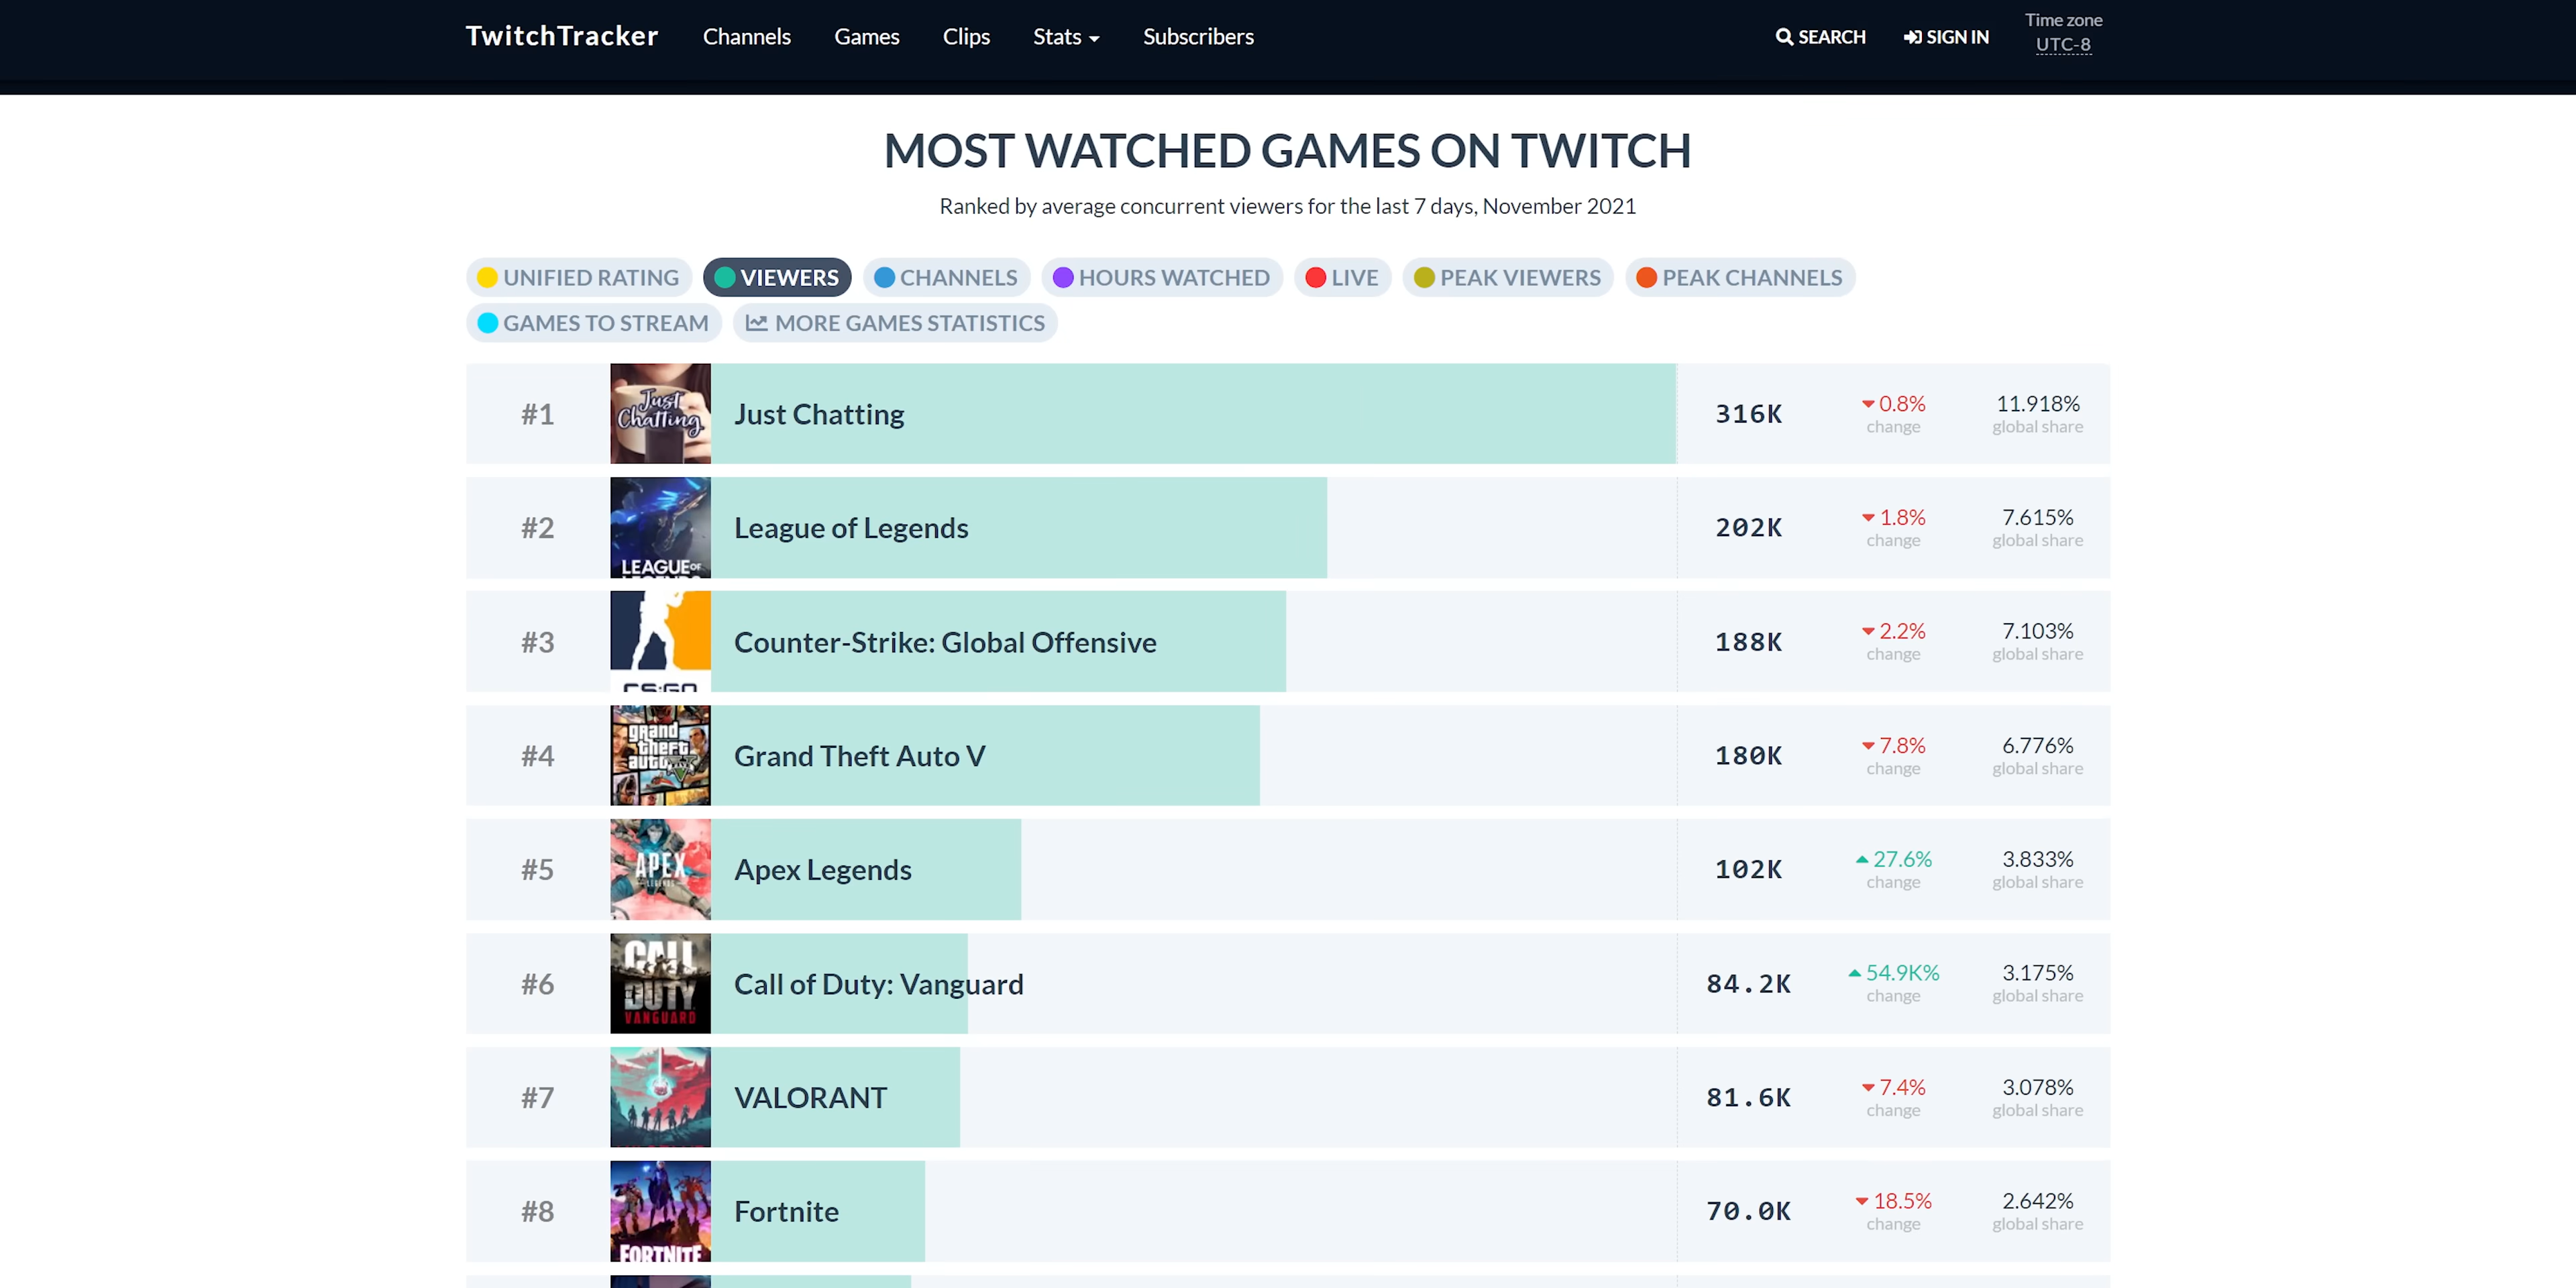 TwitchTracker Channels Games Clips Stats Subscribers SEARCH SIGN IN Time zone
UTC-8
MOST WATCHED GAMES ON TWITCH
Ranked by average concurrent viewers for the last 7 days, November 2021
UNIFIED RATING VIEWERS CHANNELS HOURS WATCHED LIVE PEAK VIEWERS PEAK CHANNELS
GAMES TO STREAM MORE GAMES STATISTICS
#1 Just Chatting Just Chatting 316K 0.8% 11.918%
change global share
#2 League of Legends 202K 1.8% 7.615%
change global share
LEAGUE OF
LEGENDS
#3 Counter-Strike: Global Offensive 188K 2.2% 7.103%
change global share
CS:GO
#4 grand theft auto V Grand Theft Auto V 180K 7.8% 6.776%
change global share
#5 APEX LEGENDS Apex Legends 102K 27.6% 3.833%
change global share
#6 CALL DUTY VANGUARD Call of Duty: Vanguard 84.2K 54.9K% 3.175%
change global share
#7 VALORANT 81.6K 7.4% 3.078%
change global share
#8 Fortnite 70.0K 18.5% 2.642%
change global share
FORTNITE